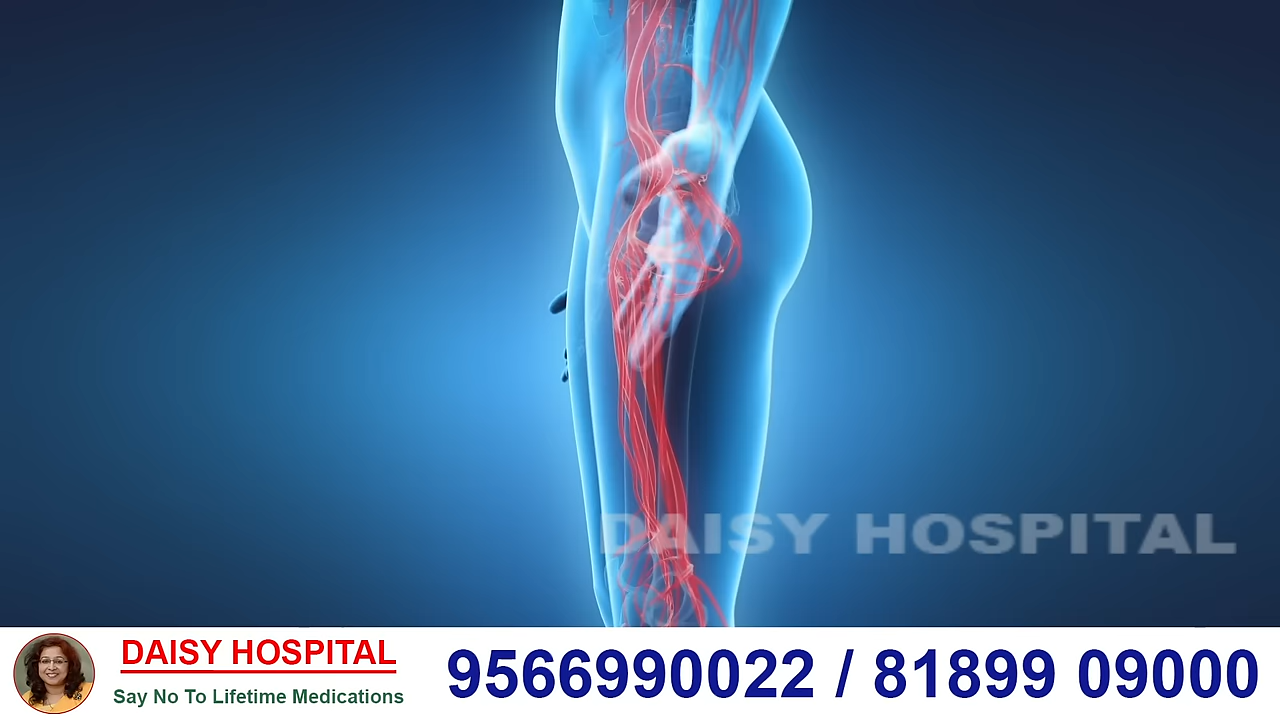 DAISY HOSPITAL
DAISY HOSPITAL
Say No To Lifetime Medications
9566990022 / 81899 09000